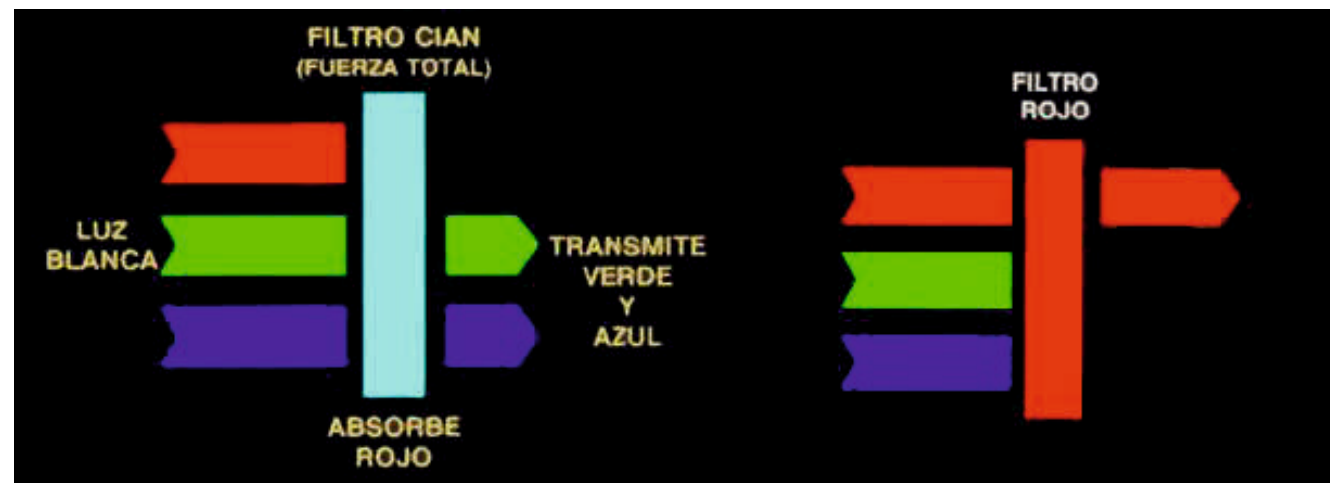 FILTRO CIAN
(FUERZA TOTAL)
LUZ
BLANCA
TRANSMITE
VERDE
Y
AZUL
ABSORBE
ROJO
FILTRO
ROJO